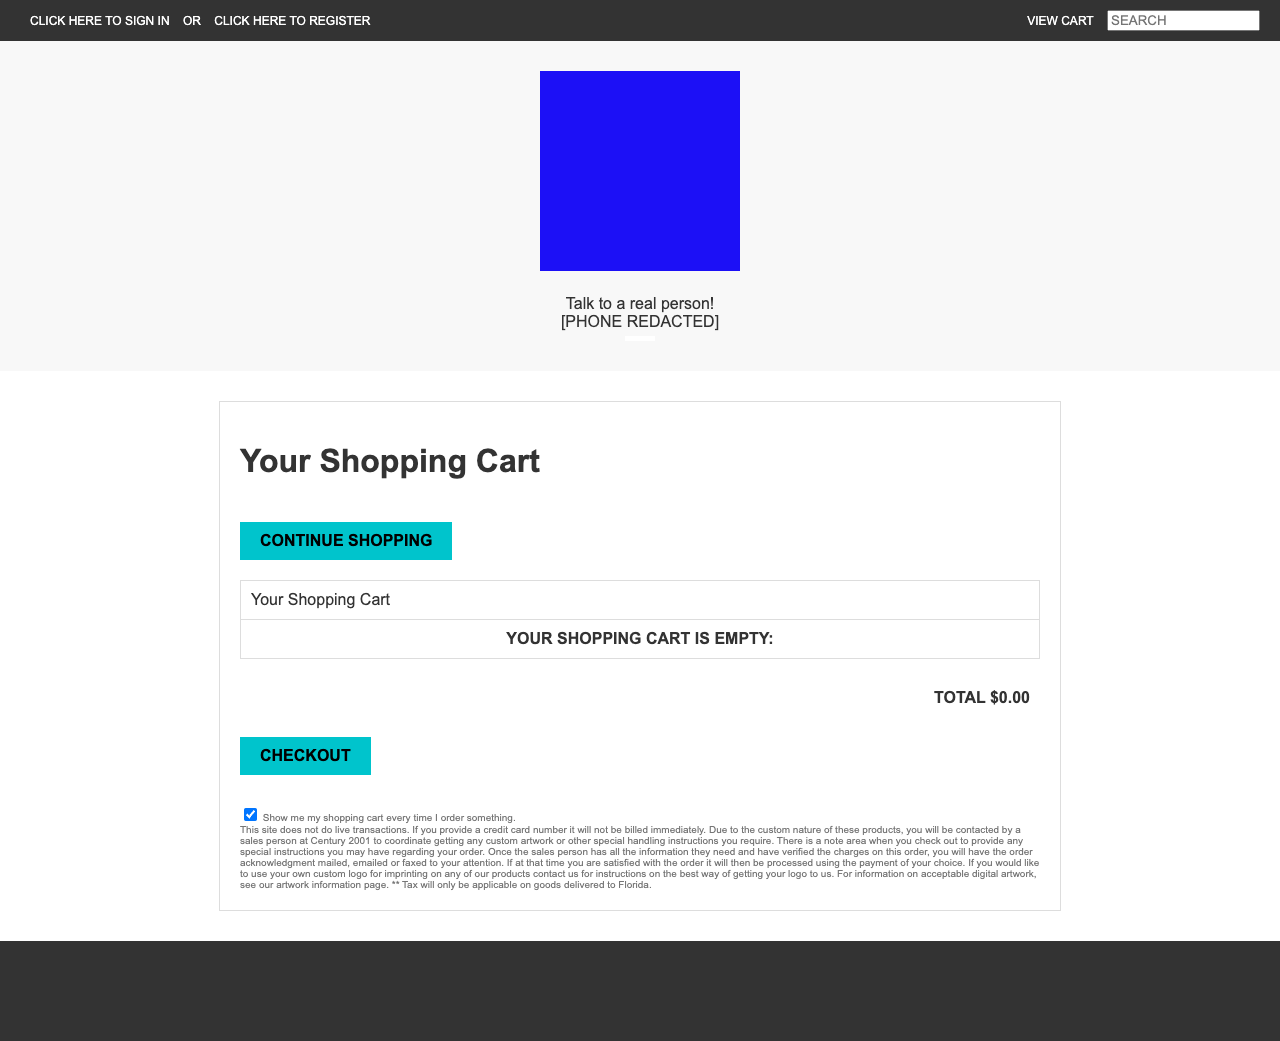 CLICK HERE TO SIGN IN OR CLICK HERE TO REGISTER VIEW CART SEARCH
Talk to a real person!
[PHONE REDACTED]
Your Shopping Cart
CONTINUE SHOPPING
Your Shopping Cart
YOUR SHOPPING CART IS EMPTY:
TOTAL $0.00
CHECKOUT
Show me my shopping cart every time I order something.
This site does not do live transactions. If you provide a credit card number it will not be billed immediately. Due to the custom nature of these products, you will be contacted by a
sales person at Century 2001 to coordinate getting any custom artwork or other special handling instructions you require. There is a note area when you check out to provide any
special instructions you may have regarding your order. Once the sales person has all the information they need and have verified the charges on this order, you will have the order
acknowledgment mailed, emailed or faxed to your attention. If at that time you are satisfied with the order it will then be processed using the payment of your choice. If you would like
to use your own custom logo for imprinting on any of our products contact us for instructions on the best way of getting your logo to us. For information on acceptable digital artwork,
see our artwork information page. ** Tax will only be applicable on goods delivered to Florida.